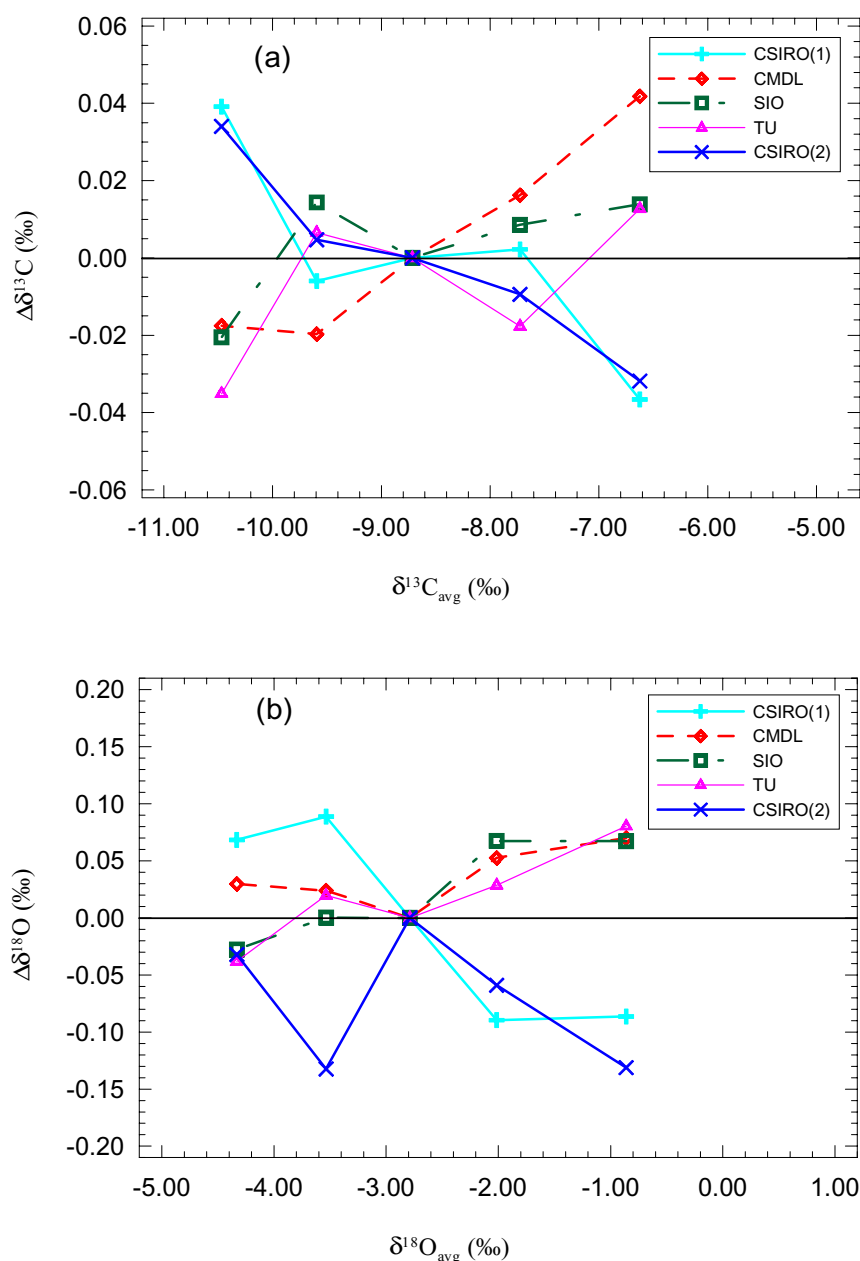 (a)
CSIRO(1)
CMDL
SIO
TU
CSIRO(2)
0.06
0.04
0.02
0.00
-0.02
-0.04
-0.06
Δδ¹³C (‰)
-11.00 -10.00 -9.00 -8.00 -7.00 -6.00 -5.00
δ¹³C_avg (‰)
(b)
CSIRO(1)
CMDL
SIO
TU
CSIRO(2)
0.20
0.15
0.10
0.05
0.00
-0.05
-0.10
-0.15
-0.20
Δδ¹⁸O (‰)
-5.00 -4.00 -3.00 -2.00 -1.00 0.00 1.00
δ¹⁸O_avg (‰)